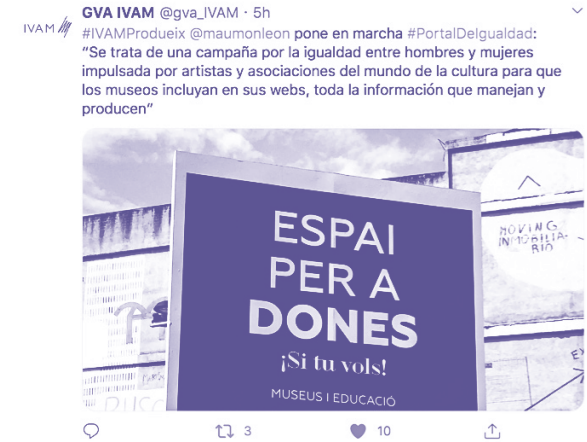 IVAM
GVA IVAM @gva_IVAM · 5h
#IVAMProdueix @maumonleon pone en marcha #PortalDeIgualdad:
“Se trata de una campaña por la igualdad entre hombres y mujeres
impulsada por artistas y asociaciones del mundo de la cultura para que
los museos incluyan en sus webs, toda la información que manejan y
producen”
ESPAI
PER A
DONES
¡Si tu vols!
MUSEUS I EDUCACIÓ
MOVING
INMOBILIA-
RIO
3
10